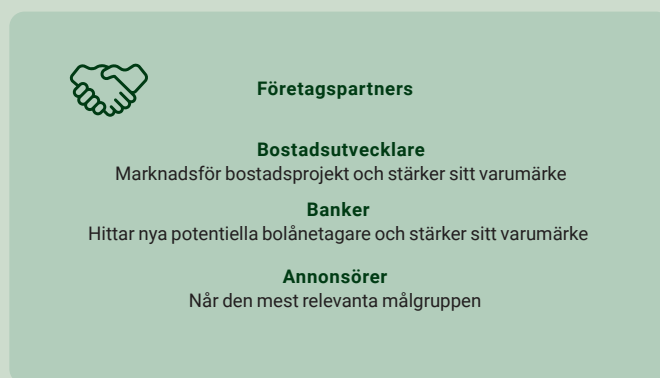 Företagspartners
Bostadsutvecklare
Marknadsför bostadsprojekt och stärker sitt varumärke
Banker
Hittar nya potentiella bolånetagare och stärker sitt varumärke
Annonsörer
Når den mest relevanta målgruppen